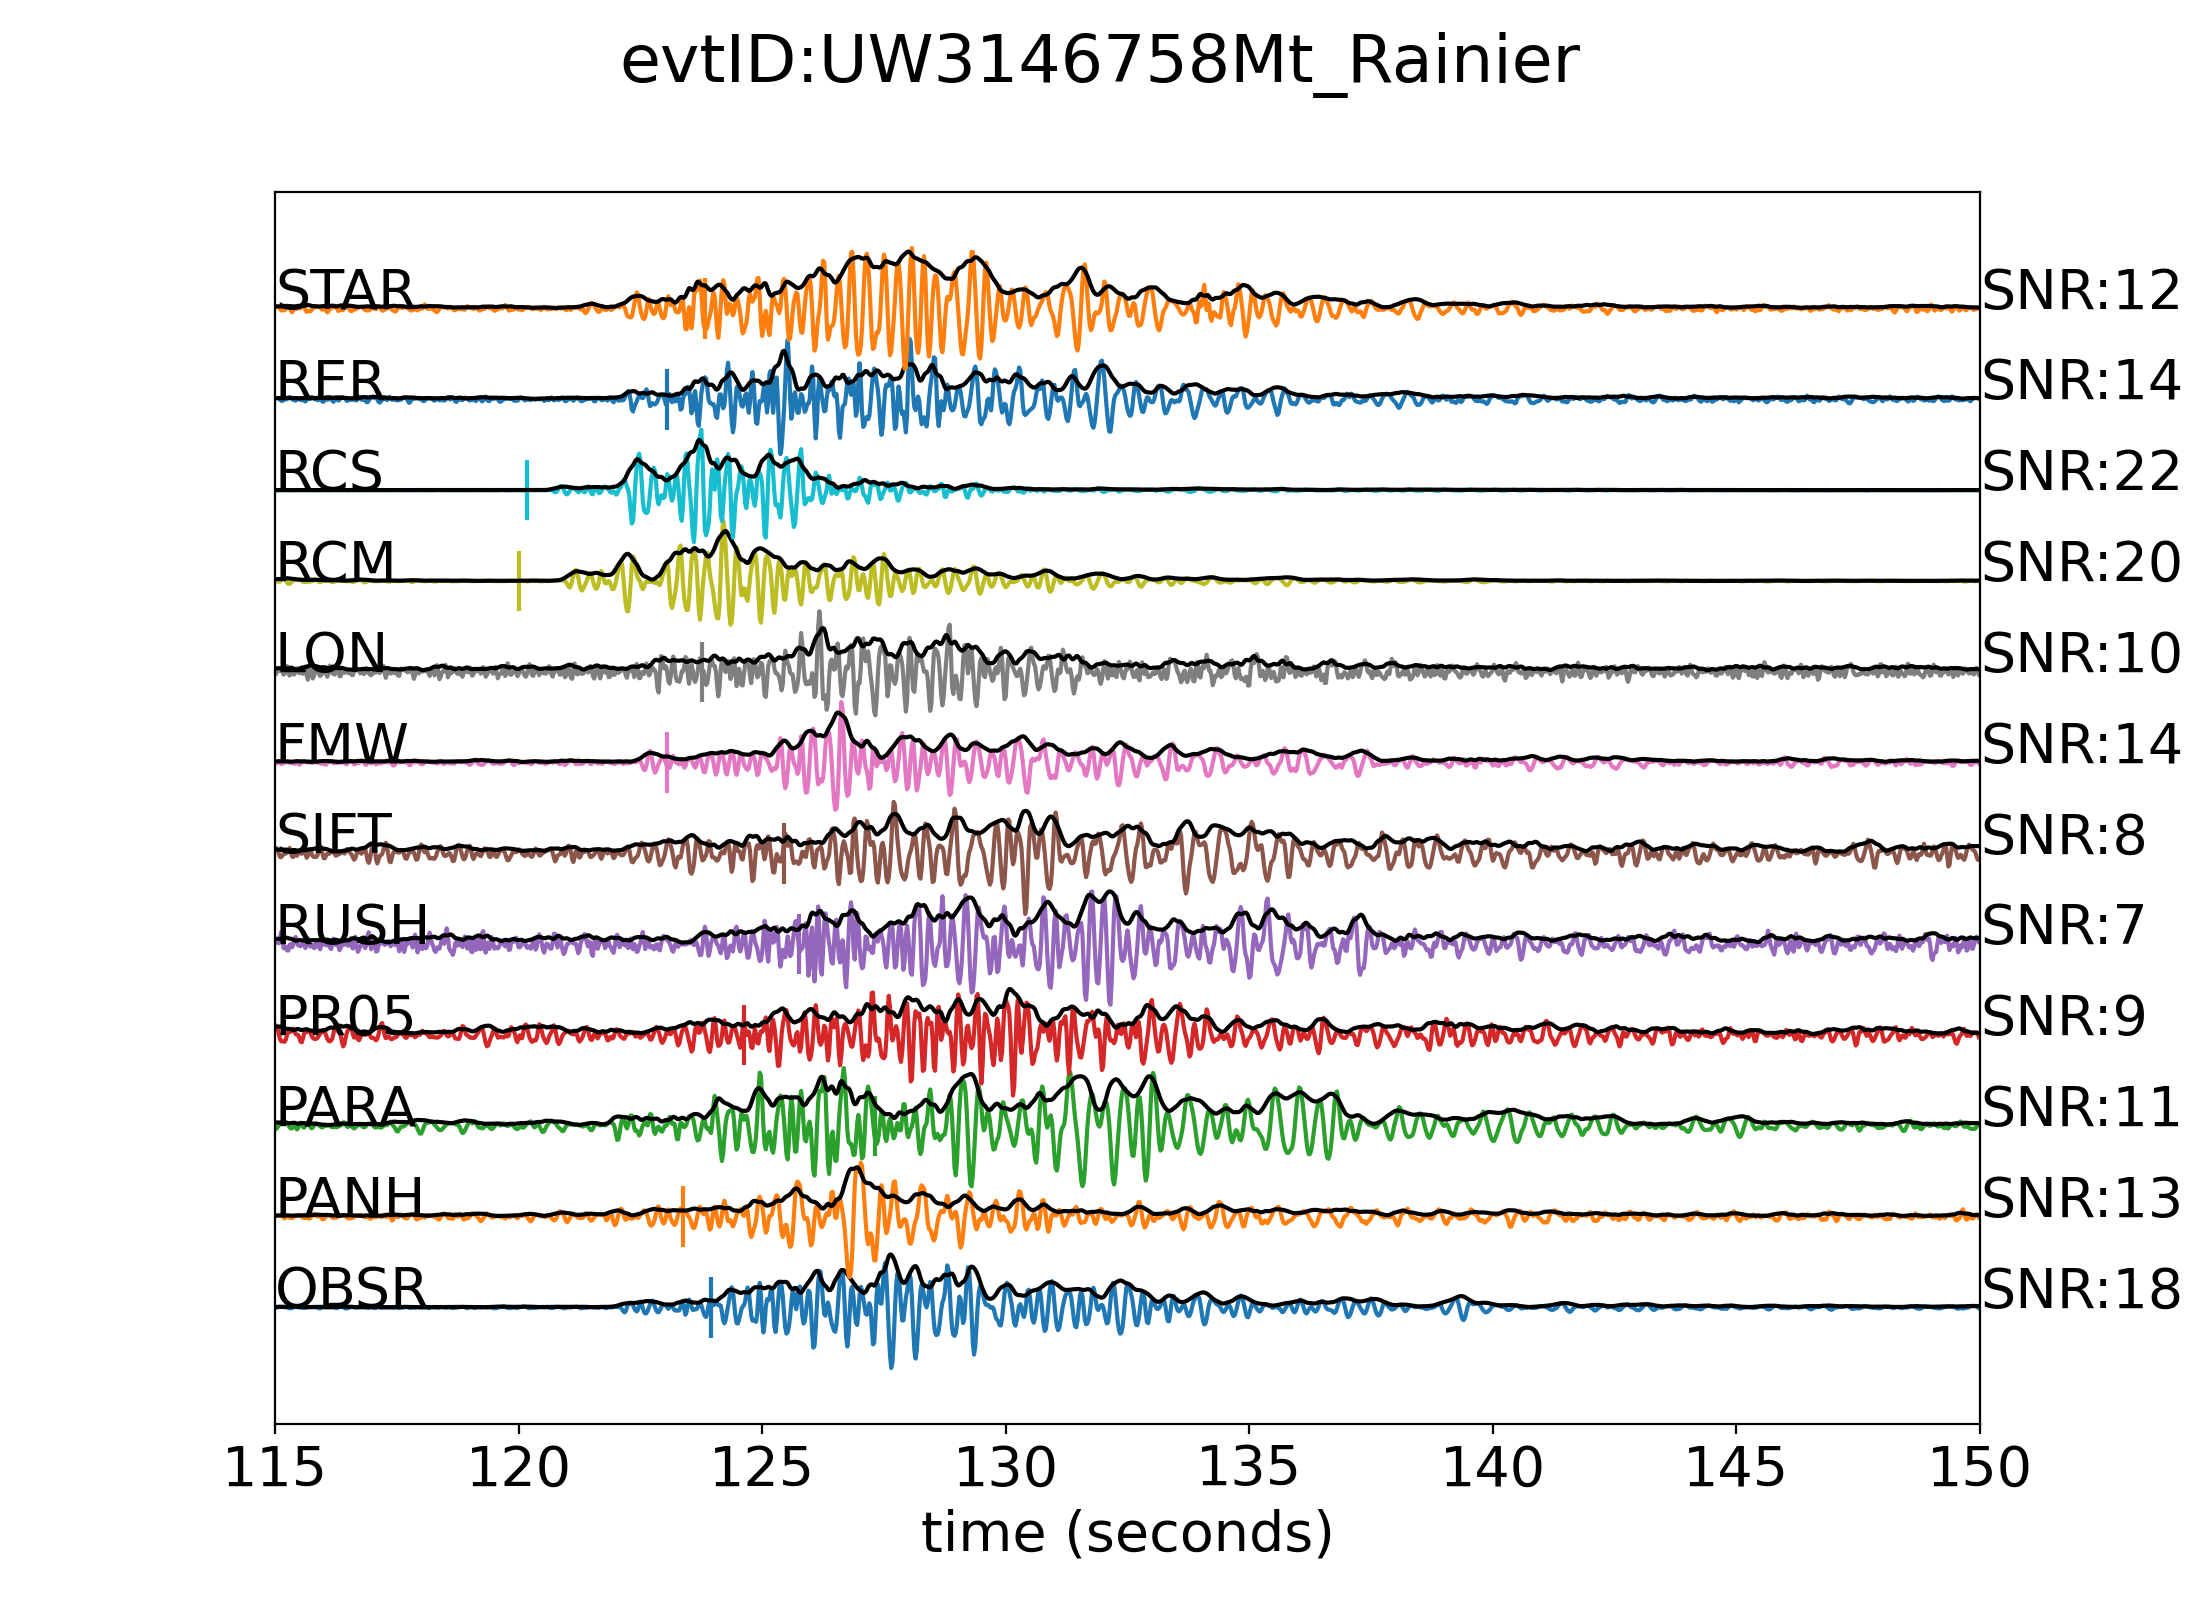 evtID:UW3146758Mt_Rainier
STAR SNR:12
RER SNR:14
RCS SNR:22
RCM SNR:20
LON SNR:10
FMW SNR:14
SIFT SNR:8
RUSH SNR:7
PR05 SNR:9
PARA SNR:11
PANH SNR:13
OBSR SNR:18
115 120 125 130 135 140 145 150
time (seconds)